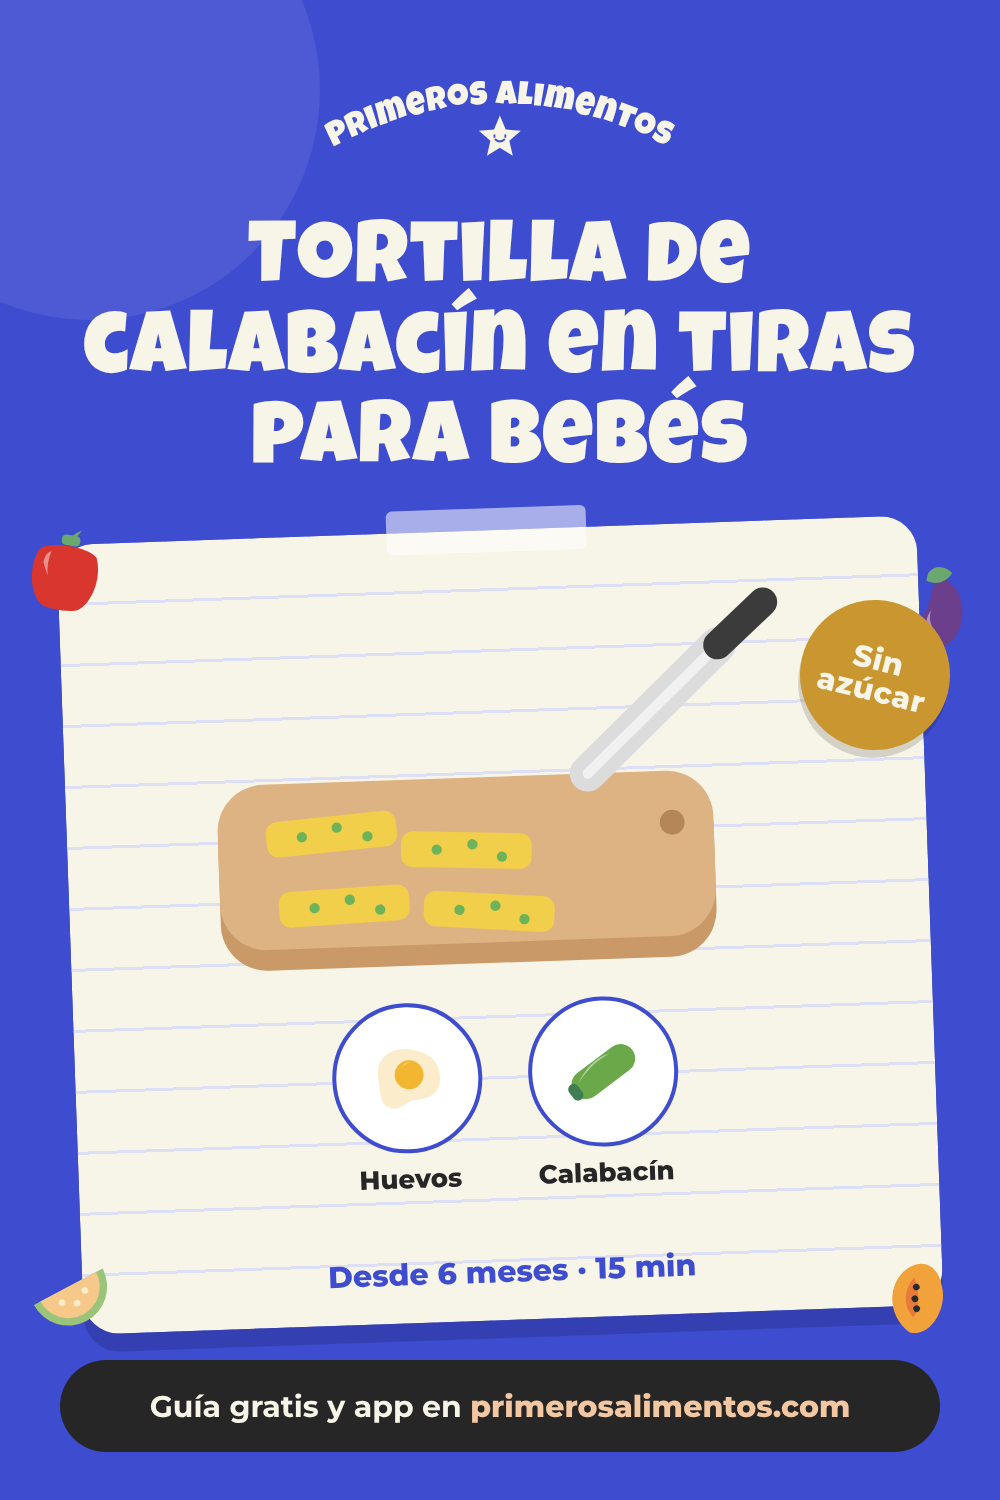 PRIMEROS ALIMENTOS
TORTILLA DE
CALABACÍN EN TIRAS
PARA BEBÉS
Sin
azúcar
Huevos
Calabacín
Desde 6 meses · 15 min
Guía gratis y app en primerosalimentos.com